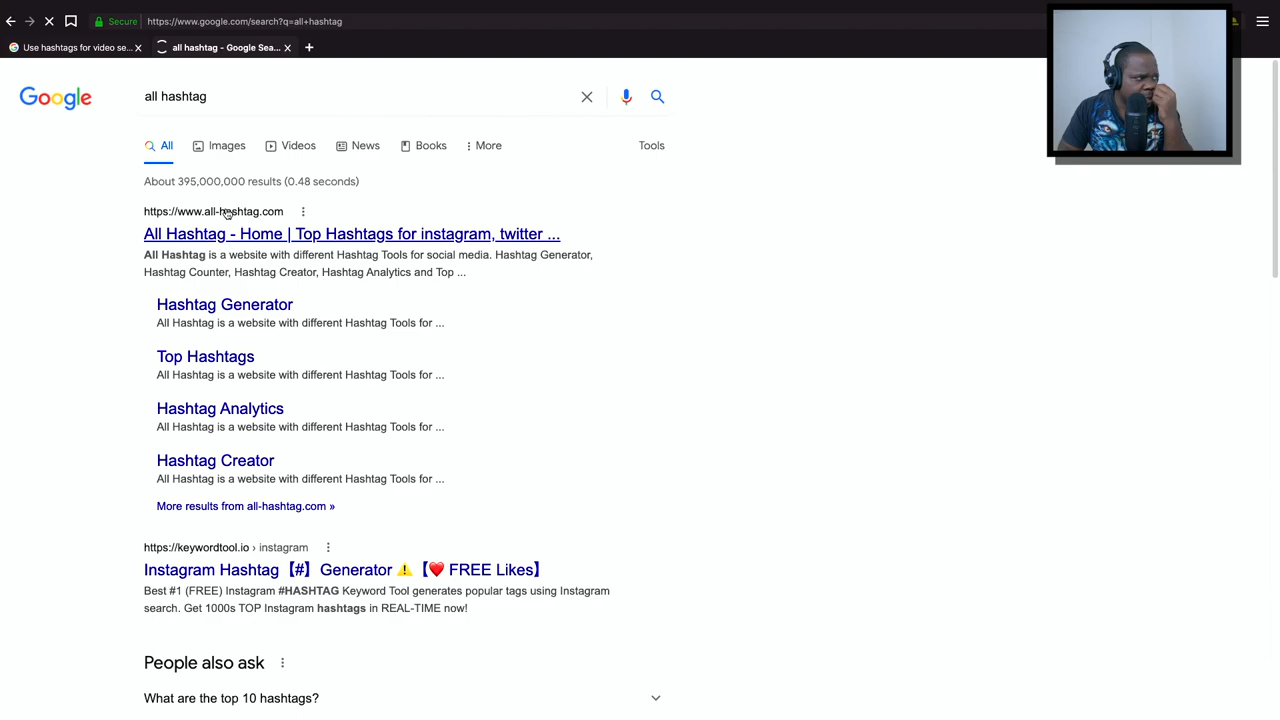 Secure https://www.google.com/search?q=all+hashtag
Use hashtags for video se... all hashtag - Google Sea...
Google all hashtag
All Images Videos News Books More Tools
About 395,000,000 results (0.48 seconds)
https://www.all-hashtag.com
All Hashtag - Home | Top Hashtags for instagram, twitter ...
All Hashtag is a website with different Hashtag Tools for social media. Hashtag Generator,
Hashtag Counter, Hashtag Creator, Hashtag Analytics and Top ...
Hashtag Generator
All Hashtag is a website with different Hashtag Tools for ...
Top Hashtags
All Hashtag is a website with different Hashtag Tools for ...
Hashtag Analytics
All Hashtag is a website with different Hashtag Tools for ...
Hashtag Creator
All Hashtag is a website with different Hashtag Tools for ...
More results from all-hashtag.com »
https://keywordtool.io › instagram
Instagram Hashtag 【#】 Generator ⚠️ 【❤️ FREE Likes】
Best #1 (FREE) Instagram #HASHTAG Keyword Tool generates popular tags using Instagram
search. Get 1000s TOP Instagram hashtags in REAL-TIME now!
People also ask
What are the top 10 hashtags?